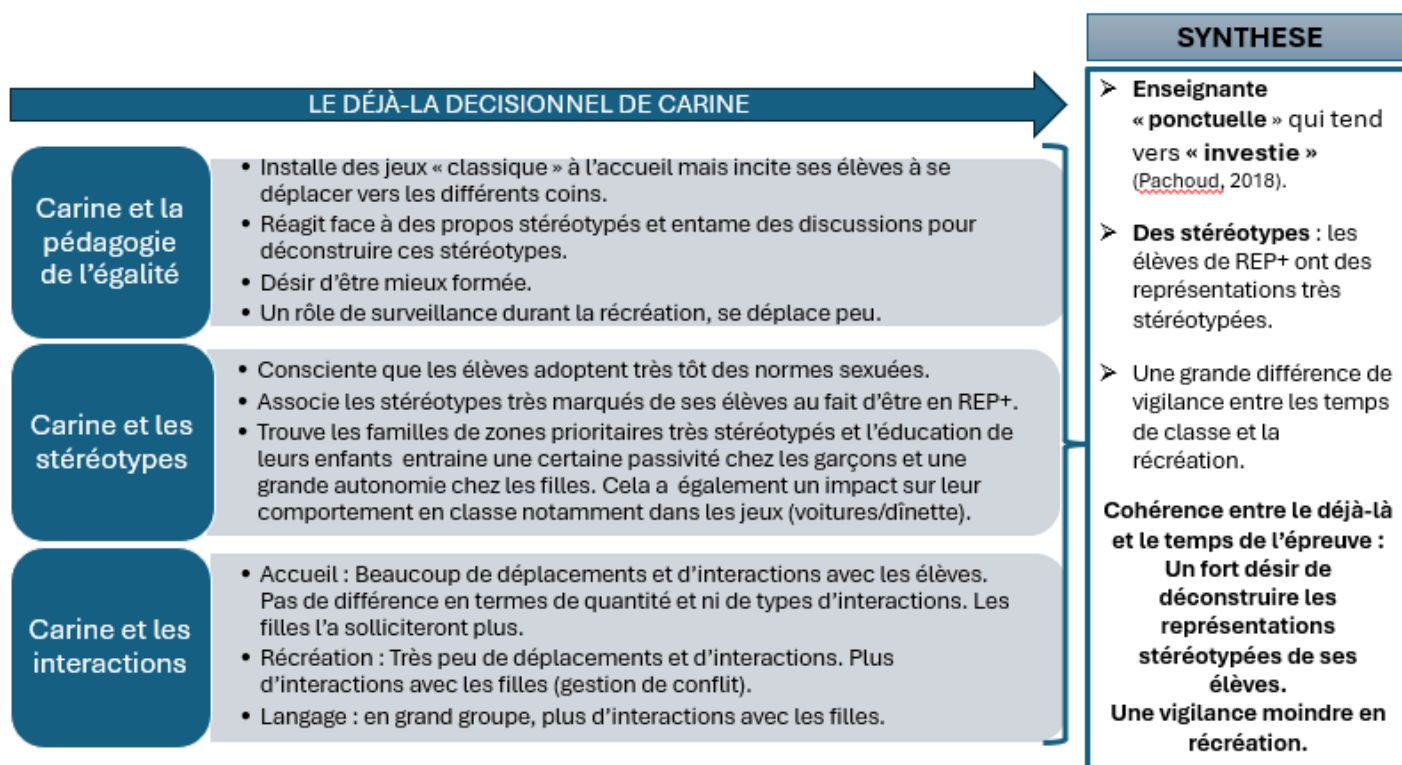 LE DÉJÀ-LA DECISIONNEL DE CARINE
Carine et la
pédagogie
de l'égalité
• Installe des jeux « classique » à l'accueil mais incite ses élèves à se
déplacer vers les différents coins.
• Réagit face à des propos stéréotypés et entame des discussions pour
déconstruire ces stéréotypes.
• Désir d'être mieux formée.
• Un rôle de surveillance durant la récréation, se déplace peu.
Carine et les
stéréotypes
• Consciente que les élèves adoptent très tôt des normes sexuées.
• Associe les stéréotypes très marqués de ses élèves au fait d'être en REP+.
• Trouve les familles de zones prioritaires très stéréotypés et l'éducation de
leurs enfants entraine une certaine passivité chez les garçons et une
grande autonomie chez les filles. Cela a également un impact sur leur
comportement en classe notamment dans les jeux (voitures/dînette).
Carine et les
interactions
• Accueil : Beaucoup de déplacements et d'interactions avec les élèves.
Pas de différence en termes de quantité et ni de types d'interactions. Les
filles l'a solliciteront plus.
• Récréation : Très peu de déplacements et d'interactions. Plus
d'interactions avec les filles (gestion de conflit).
• Langage : en grand groupe, plus d'interactions avec les filles.
SYNTHESE
➢ Enseignante
« ponctuelle » qui tend
vers « investie »
(Pachoud, 2018).
➢ Des stéréotypes : les
élèves de REP+ ont des
représentations très
stéréotypées.
➢ Une grande différence de
vigilance entre les temps
de classe et la
récréation.
Cohérence entre le déjà-là
et le temps de l'épreuve :
Un fort désir de
déconstruire les
représentations
stéréotypées de ses
élèves.
Une vigilance moindre en
récréation.